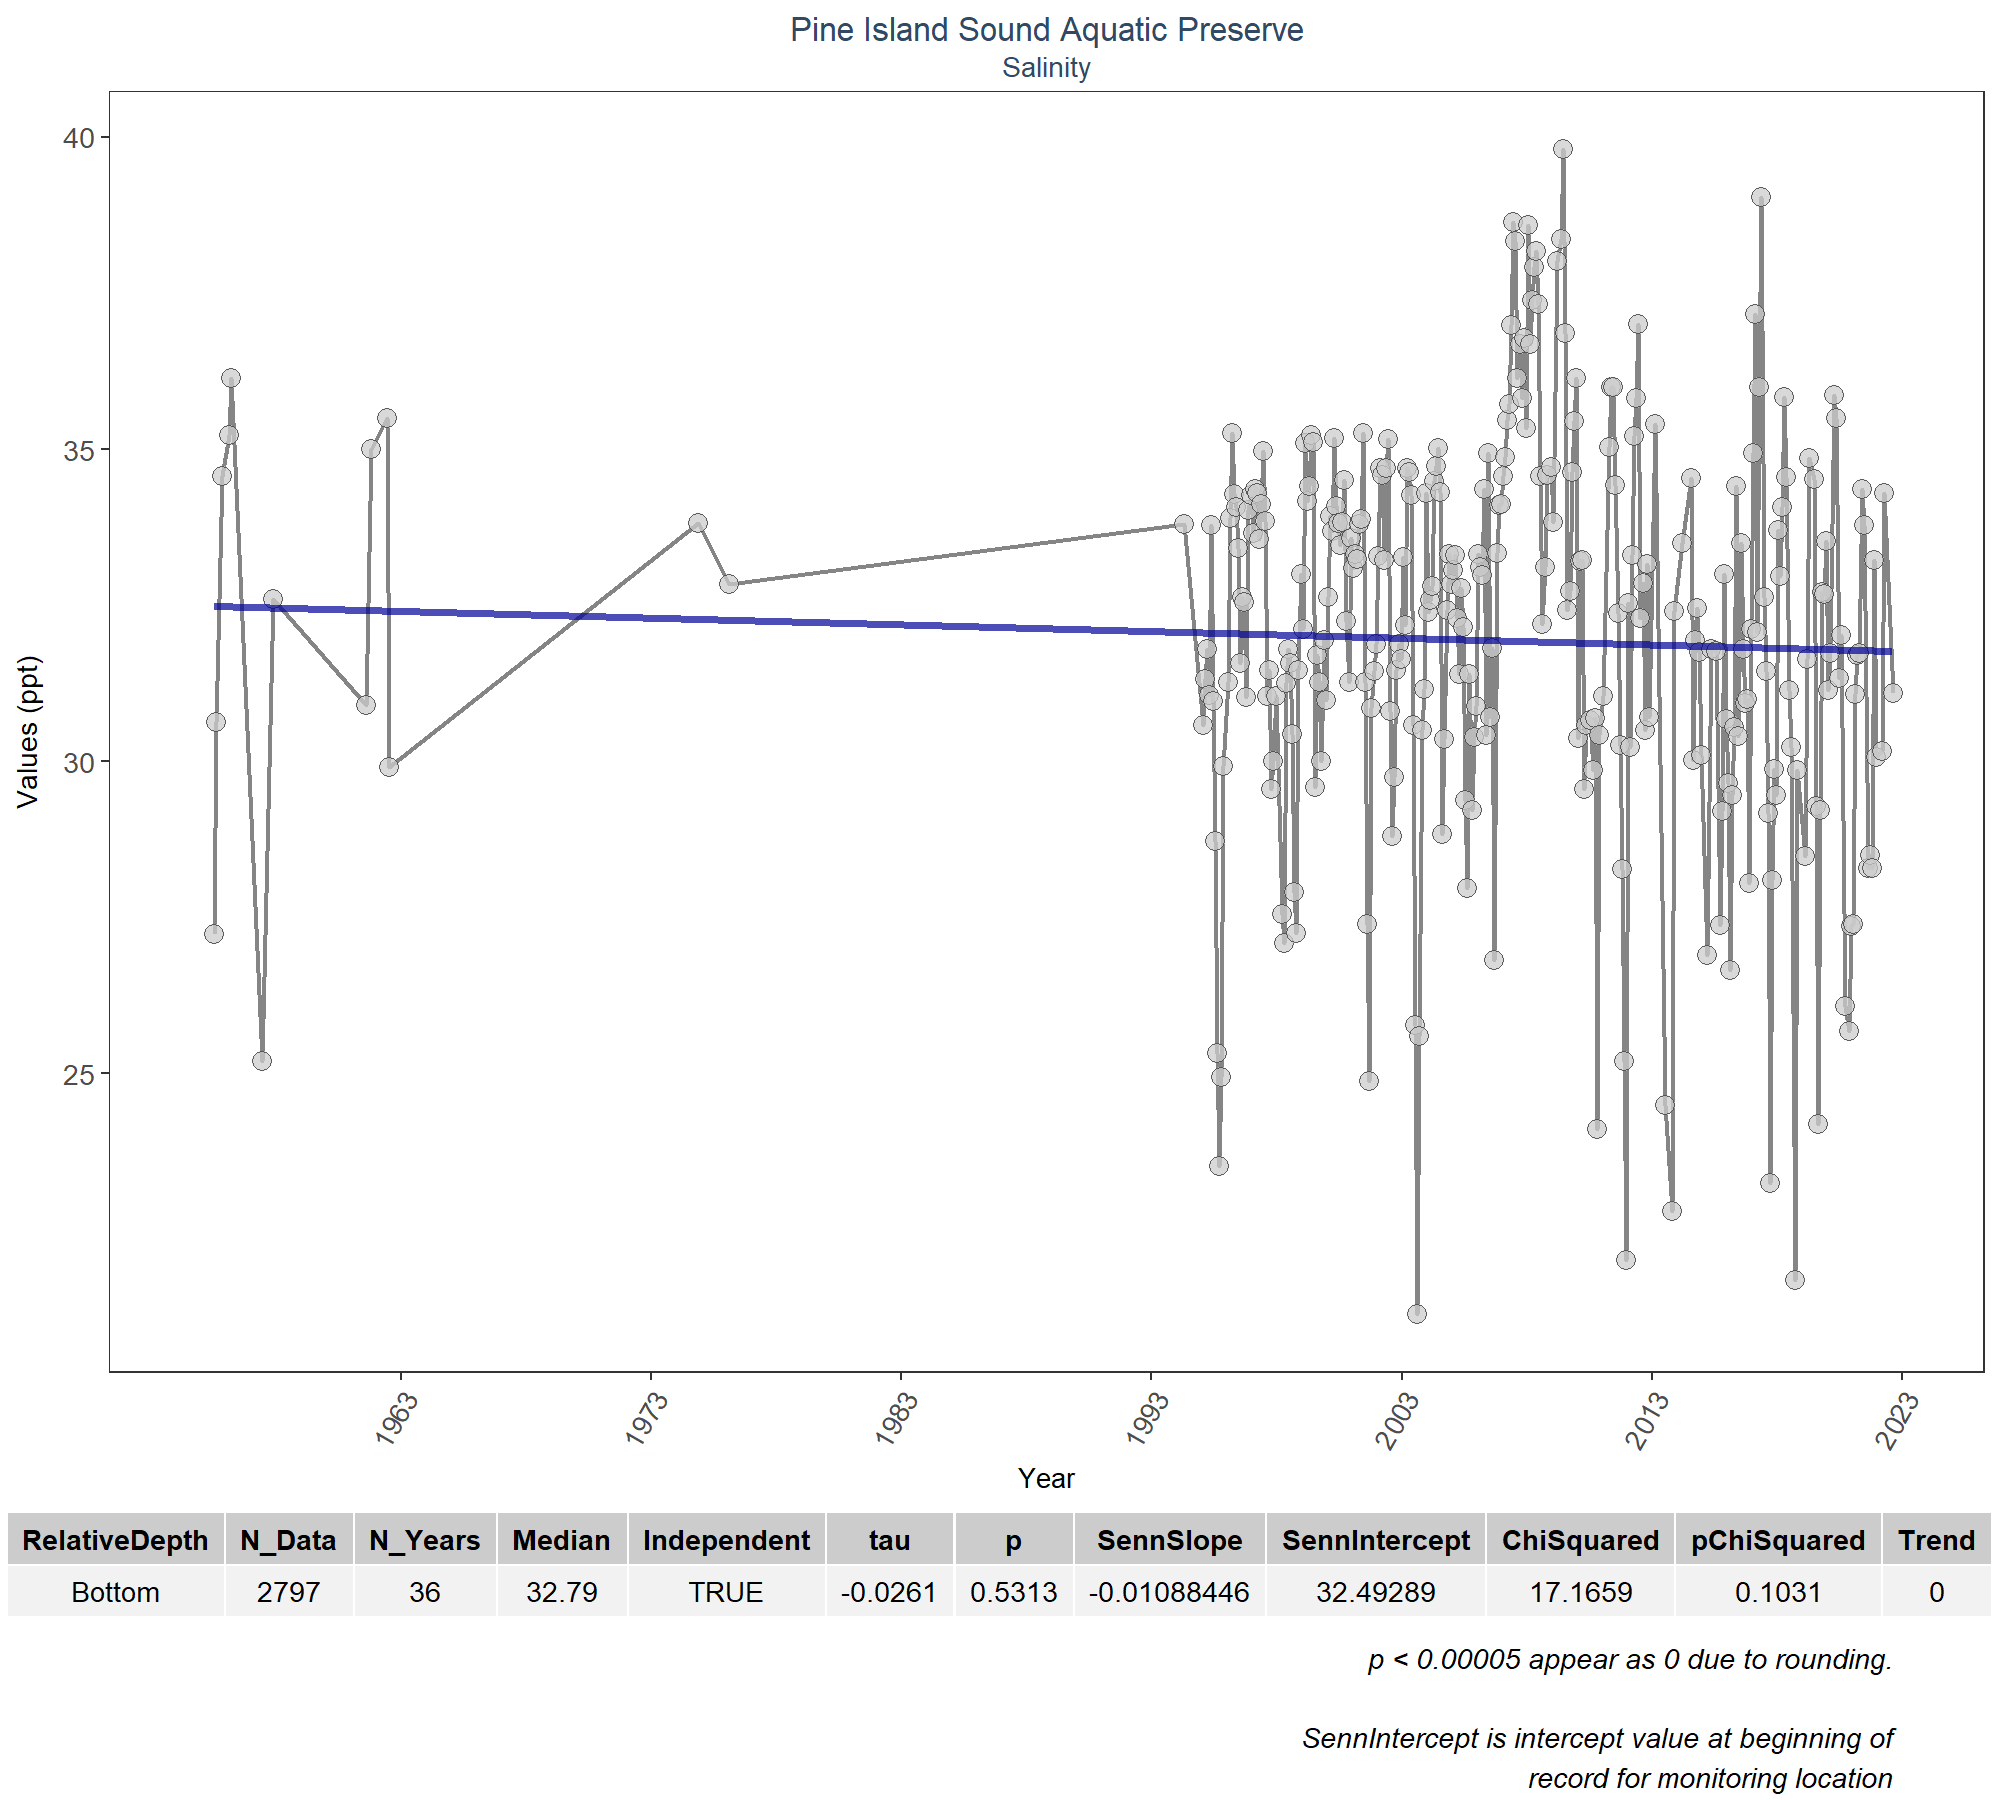 Pine Island Sound Aquatic Preserve
Salinity
40
35
30
25
Values (ppt)
1963 1973 1983 1993 2003 2013 2023
Year
RelativeDepth N_Data N_Years Median Independent tau p SennSlope SennIntercept ChiSquared pChiSquared Trend
Bottom 2797 36 32.79 TRUE -0.0261 0.5313 -0.01088446 32.49289 17.1659 0.1031 0
p < 0.00005 appear as 0 due to rounding.
SennIntercept is intercept value at beginning of
record for monitoring location